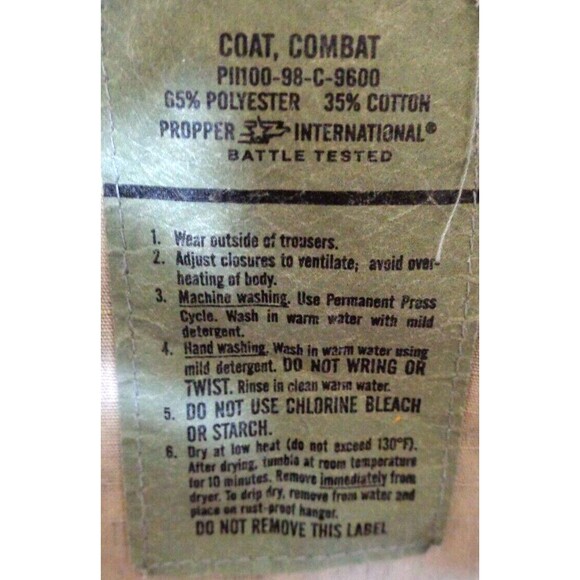 COAT, COMBAT
PII100-98-C-9600
65% POLYESTER 35% COTTON
PROPPER INTERNATIONAL®
BATTLE TESTED
1. Wear outside of trousers.
2. Adjust closures to ventilate; avoid over-
heating of body.
3. Machine washing. Use Permanent Press
Cycle. Wash in warm water with mild
detergent.
4. Hand washing. Wash in warm water using
mild detergent. DO NOT WRING OR
TWIST. Rinse in clean warm water.
5. DO NOT USE CHLORINE BLEACH
OR STARCH.
6. Dry at low heat (do not exceed 130°F).
After drying, tumble at room temperature
for 10 minutes. Remove immediately from
dryer. To drip dry, remove from water and
place on rust-proof hanger.
DO NOT REMOVE THIS LABEL